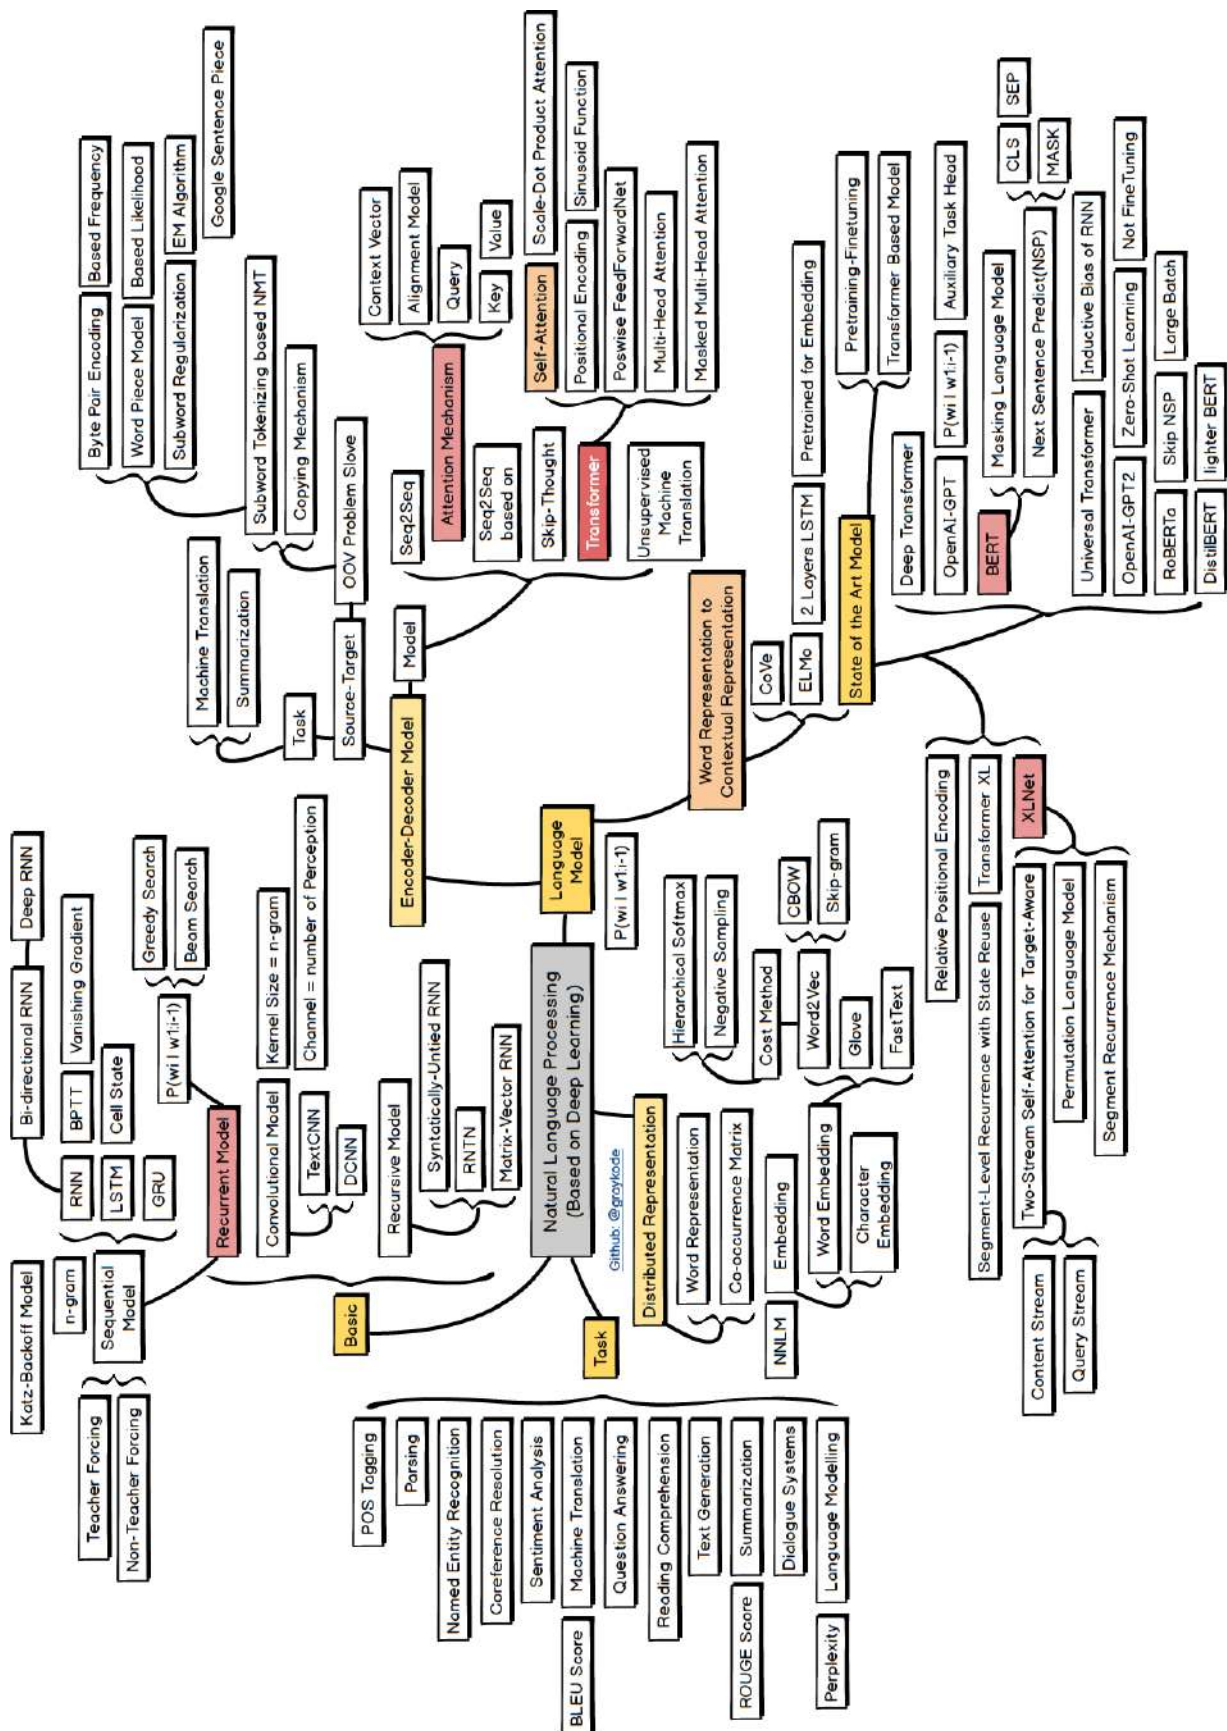 Natural Language Processing
(Based on Deep Learning)
Github: @graykode
Basic
Recurrent Model
P(wi | w1:i-1)
Greedy Search
Beam Search
RNN
Bi-directional RNN
Deep RNN
BPTT
Vanishing Gradient
LSTM
Cell State
GRU
Sequential
Model
Katz-Backoff Model
n-gram
Teacher Forcing
Non-Teacher Forcing
Convolutional Model
Kernel Size = n-gram
Channel = number of Perception
TextCNN
DCNN
Recursive Model
Syntatically-Untied RNN
RNTN
Matrix-Vector RNN
Task
POS Tagging
Parsing
Named Entity Recognition
Coreference Resolution
Sentiment Analysis
BLEU Score
Machine Translation
Question Answering
Reading Comprehension
Text Generation
ROUGE Score
Summarization
Dialogue Systems
Perplexity
Language Modelling
Distributed Representation
Word Representation
Co-occurrence Matrix
NNLM
Embedding
Word Embedding
Character
Embedding
Cost Method
Hierarchical Softmax
Negative Sampling
Word2Vec
CBOW
Skip-gram
Glove
FastText
Language
Model
P(wi | w1:i-1)
Encoder-Decoder Model
Source-Target
Task
Machine Translation
Summarization
OOV Problem Slove
Subword Tokenizing based NMT
Copying Mechanism
Byte Pair Encoding
Based Frequency
Word Piece Model
Based Likelihood
Subword Regularization
EM Algorithm
Google Sentence Piece
Model
Seq2Seq
Attention Mechanism
Context Vector
Alignment Model
Query
Key
Value
Seq2Seq
based on
Skip-Thought
Transformer
Self-Attention
Scale-Dot Product Attention
Positional Encoding
Sinusoid Function
Poswise FeedForwardNet
Multi-Head Attention
Masked Multi-Head Attention
Unsupervised
Machine
Translation
Word Representation to
Contextual Representation
CoVe
ELMo
2 Layers LSTM
Pretrained for Embedding
State of the Art Model
Pretraining-Finetuning
Transformer Based Model
Deep Transformer
Auxiliary Task Head
OpenAI-GPT
P(wi | w1:i-1)
BERT
Masking Language Model
Next Sentence Predict(NSP)
CLS
SEP
MASK
Universal Transformer
Inductive Bias of RNN
OpenAI-GPT2
Zero-Shot Learning
Not FineTuning
RoBERTa
Skip NSP
Large Batch
DistilBERT
lighter BERT
Relative Positional Encoding
Segment-Level Recurrence with State Reuse
Transformer XL
XLNet
Two-Stream Self-Attention for Target-Aware
Content Stream
Query Stream
Permutation Language Model
Segment Recurrence Mechanism